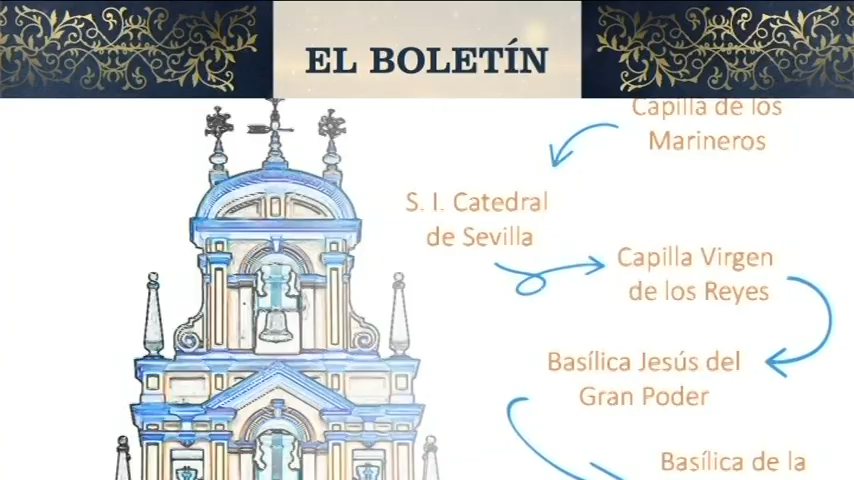 EL BOLETÍN
Capilla de los
Marineros
S. I. Catedral
de Sevilla
Capilla Virgen
de los Reyes
Basílica Jesús del
Gran Poder
Basílica de la